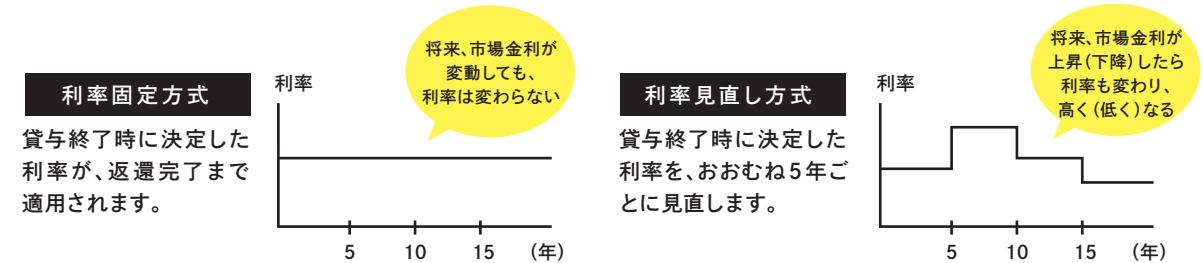 利率固定方式
貸与終了時に決定した
利率が、返還完了まで
適用されます。
利率
将来、市場金利が
変動しても、
利率は変わらない
5 10 15 (年)
利率見直し方式
貸与終了時に決定した
利率を、おおむね5年ご
とに見直します。
利率
将来、市場金利が
上昇(下降)したら
利率も変わり、
高く(低く)なる
5 10 15 (年)